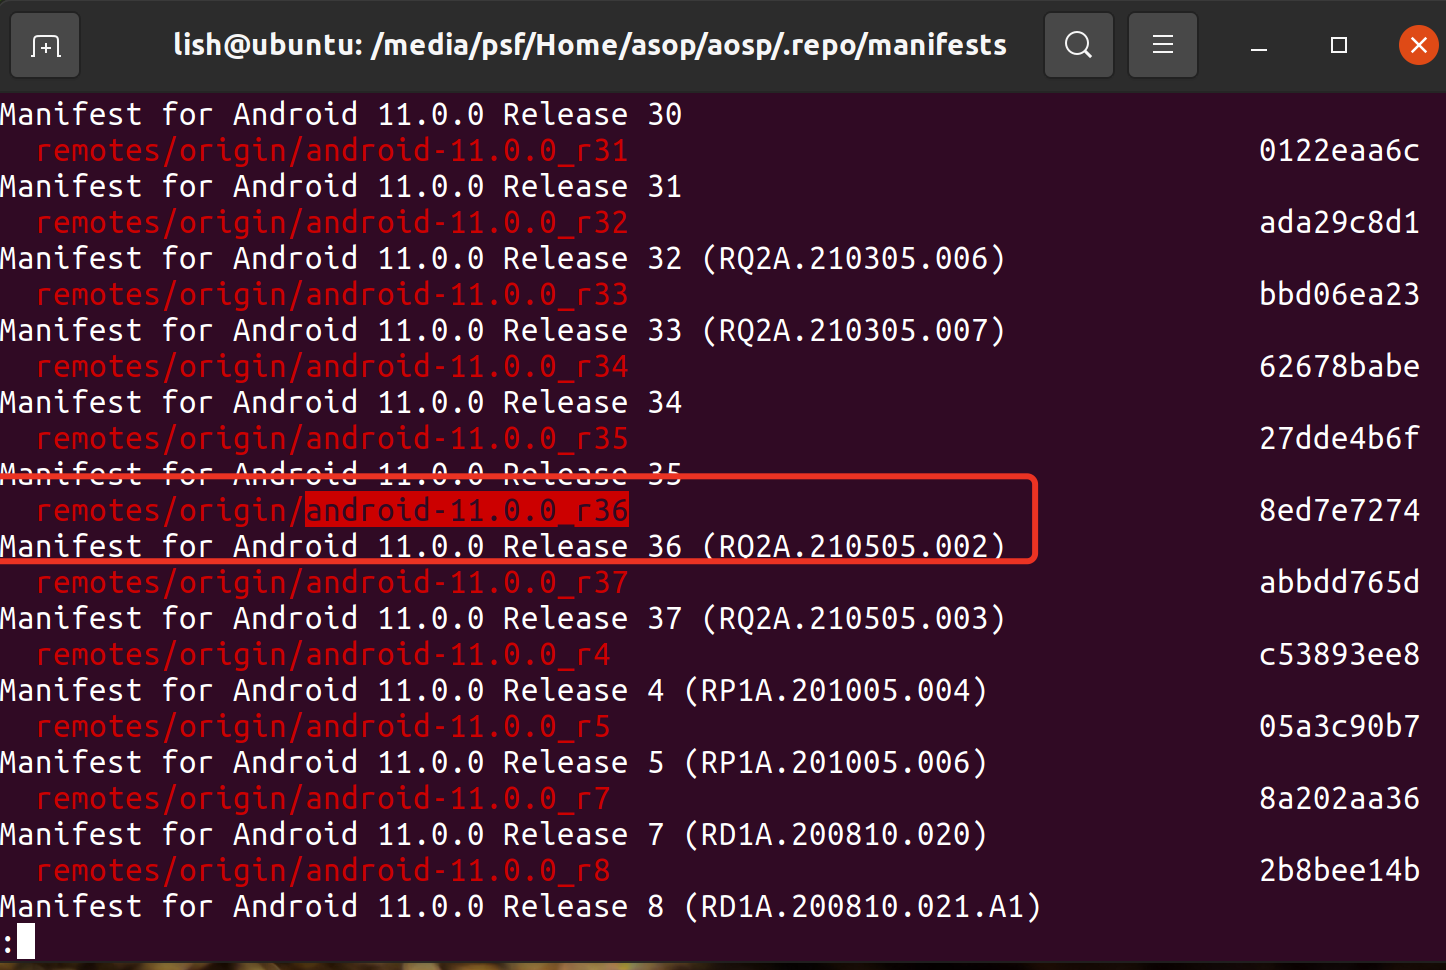 lish@ubuntu: /media/psf/Home/asop/aosp/.repo/manifests
Manifest for Android 11.0.0 Release 30
remotes/origin/android-11.0.0_r31 0122eaa6c
Manifest for Android 11.0.0 Release 31
remotes/origin/android-11.0.0_r32 ada29c8d1
Manifest for Android 11.0.0 Release 32 (RQ2A.210305.006)
remotes/origin/android-11.0.0_r33 bbd06ea23
Manifest for Android 11.0.0 Release 33 (RQ2A.210305.007)
remotes/origin/android-11.0.0_r34 62678babe
Manifest for Android 11.0.0 Release 34
remotes/origin/android-11.0.0_r35 27dde4b6f
Manifest for Android 11.0.0 Release 35
remotes/origin/android-11.0.0_r36 8ed7e7274
Manifest for Android 11.0.0 Release 36 (RQ2A.210505.002)
remotes/origin/android-11.0.0_r37 abbdd765d
Manifest for Android 11.0.0 Release 37 (RQ2A.210505.003)
remotes/origin/android-11.0.0_r4 c53893ee8
Manifest for Android 11.0.0 Release 4 (RP1A.201005.004)
remotes/origin/android-11.0.0_r5 05a3c90b7
Manifest for Android 11.0.0 Release 5 (RP1A.201005.006)
remotes/origin/android-11.0.0_r7 8a202aa36
Manifest for Android 11.0.0 Release 7 (RD1A.200810.020)
remotes/origin/android-11.0.0_r8 2b8bee14b
Manifest for Android 11.0.0 Release 8 (RD1A.200810.021.A1)
: